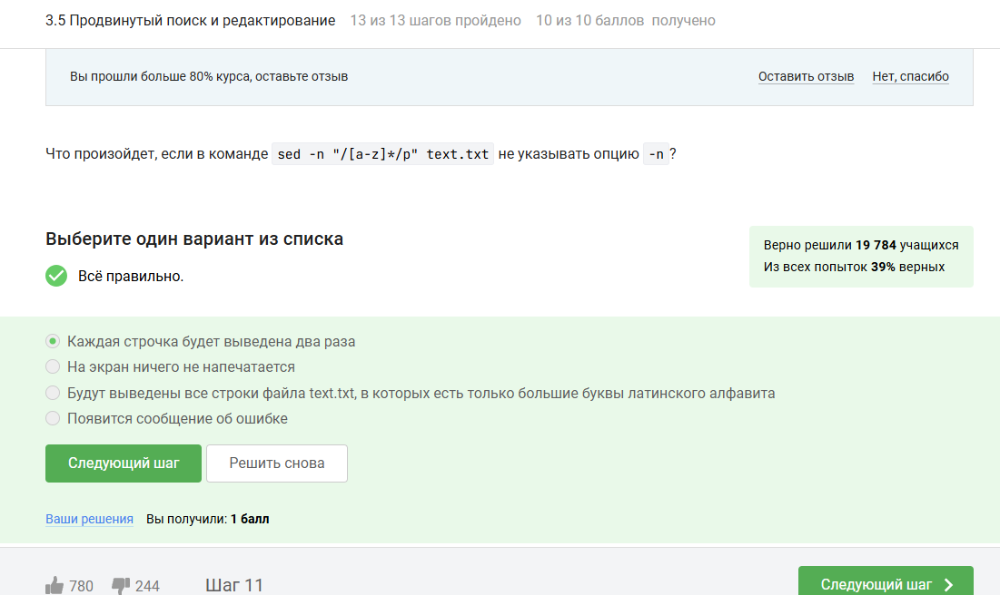 3.5 Продвинутый поиск и редактирование 13 из 13 шагов пройдено 10 из 10 баллов получено
Вы прошли больше 80% курса, оставьте отзыв Оставить отзыв Нет, спасибо
Что произойдет, если в команде sed -n "/[a-z]*/p" text.txt не указывать опцию -n?
Выберите один вариант из списка
Всё правильно.
Верно решили 19 784 учащихся
Из всех попыток 39% верных
Каждая строчка будет выведена два раза
На экран ничего не напечатается
Будут выведены все строки файла text.txt, в которых есть только большие буквы латинского алфавита
Появится сообщение об ошибке
Следующий шаг Решить снова
Ваши решения Вы получили: 1 балл
780 244 Шаг 11 Следующий шаг